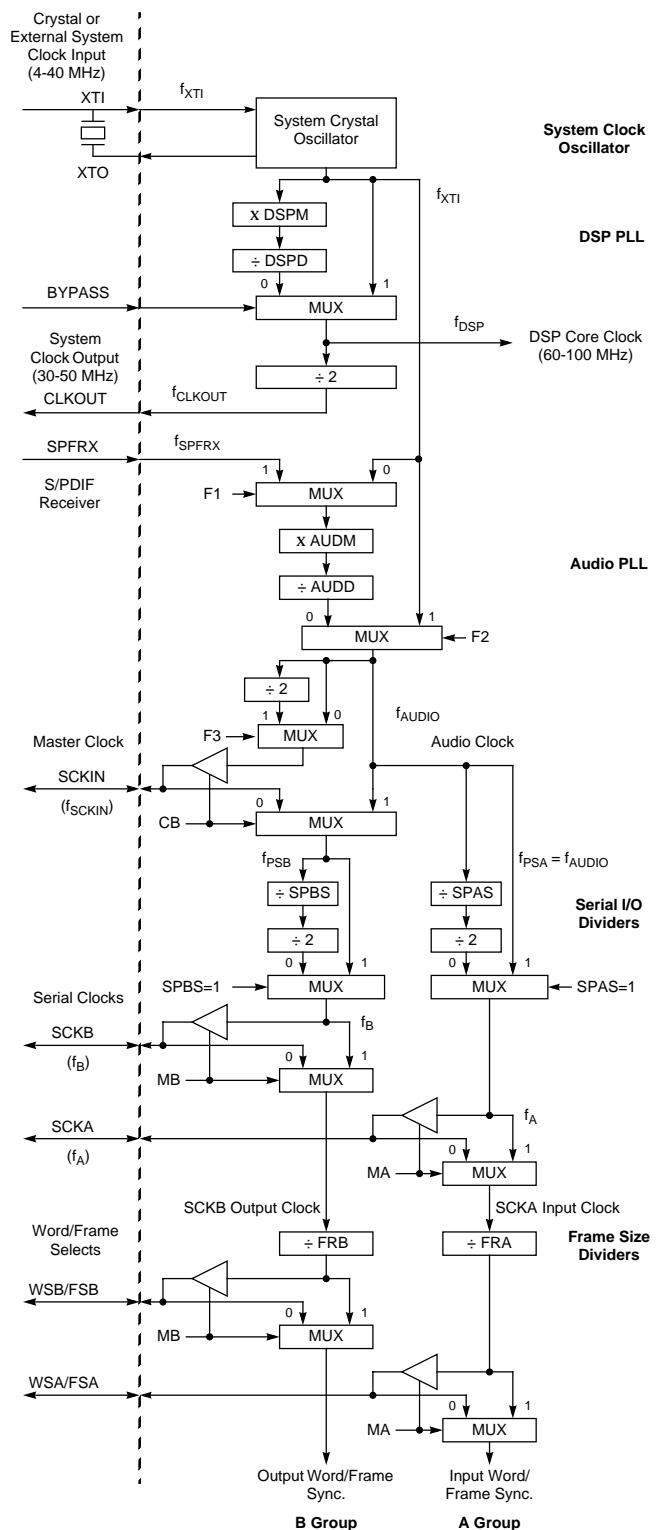 Crystal or
External System
Clock Input
(4-40 MHz)
XTI
fXTI
System Crystal
Oscillator
System Clock
Oscillator
XTO
fXTI
x DSPM
DSP PLL
÷ DSPD
0
1
BYPASS
MUX
System
Clock Output
(30-50 MHz)
fDSP
DSP Core Clock
(60-100 MHz)
÷ 2
CLKOUT
fCLKOUT
SPFRX
fSPFRX
1
0
S/PDIF
Receiver
F1
MUX
x AUDM
Audio PLL
÷ AUDD
0
1
MUX
F2
÷ 2
1
0
fAUDIO
F3
MUX
Master Clock
Audio Clock
SCKIN
(fSCKIN)
0
1
CB
MUX
fPSB
fPSA = fAUDIO
÷ SPBS
÷ SPAS
Serial I/O
Dividers
÷ 2
÷ 2
0
1
0
1
SPBS=1
MUX
MUX
SPAS=1
Serial Clocks
SCKB
(fB)
fB
0
1
MB
MUX
SCKA
(fA)
fA
0
1
MA
MUX
SCKB Output Clock
SCKA Input Clock
Word/Frame
Selects
÷ FRB
÷ FRA
Frame Size
Dividers
WSB/FSB
0
1
MB
MUX
WSA/FSA
0
1
MA
MUX
Output Word/Frame
Sync.
Input Word/
Frame Sync.
B Group
A Group